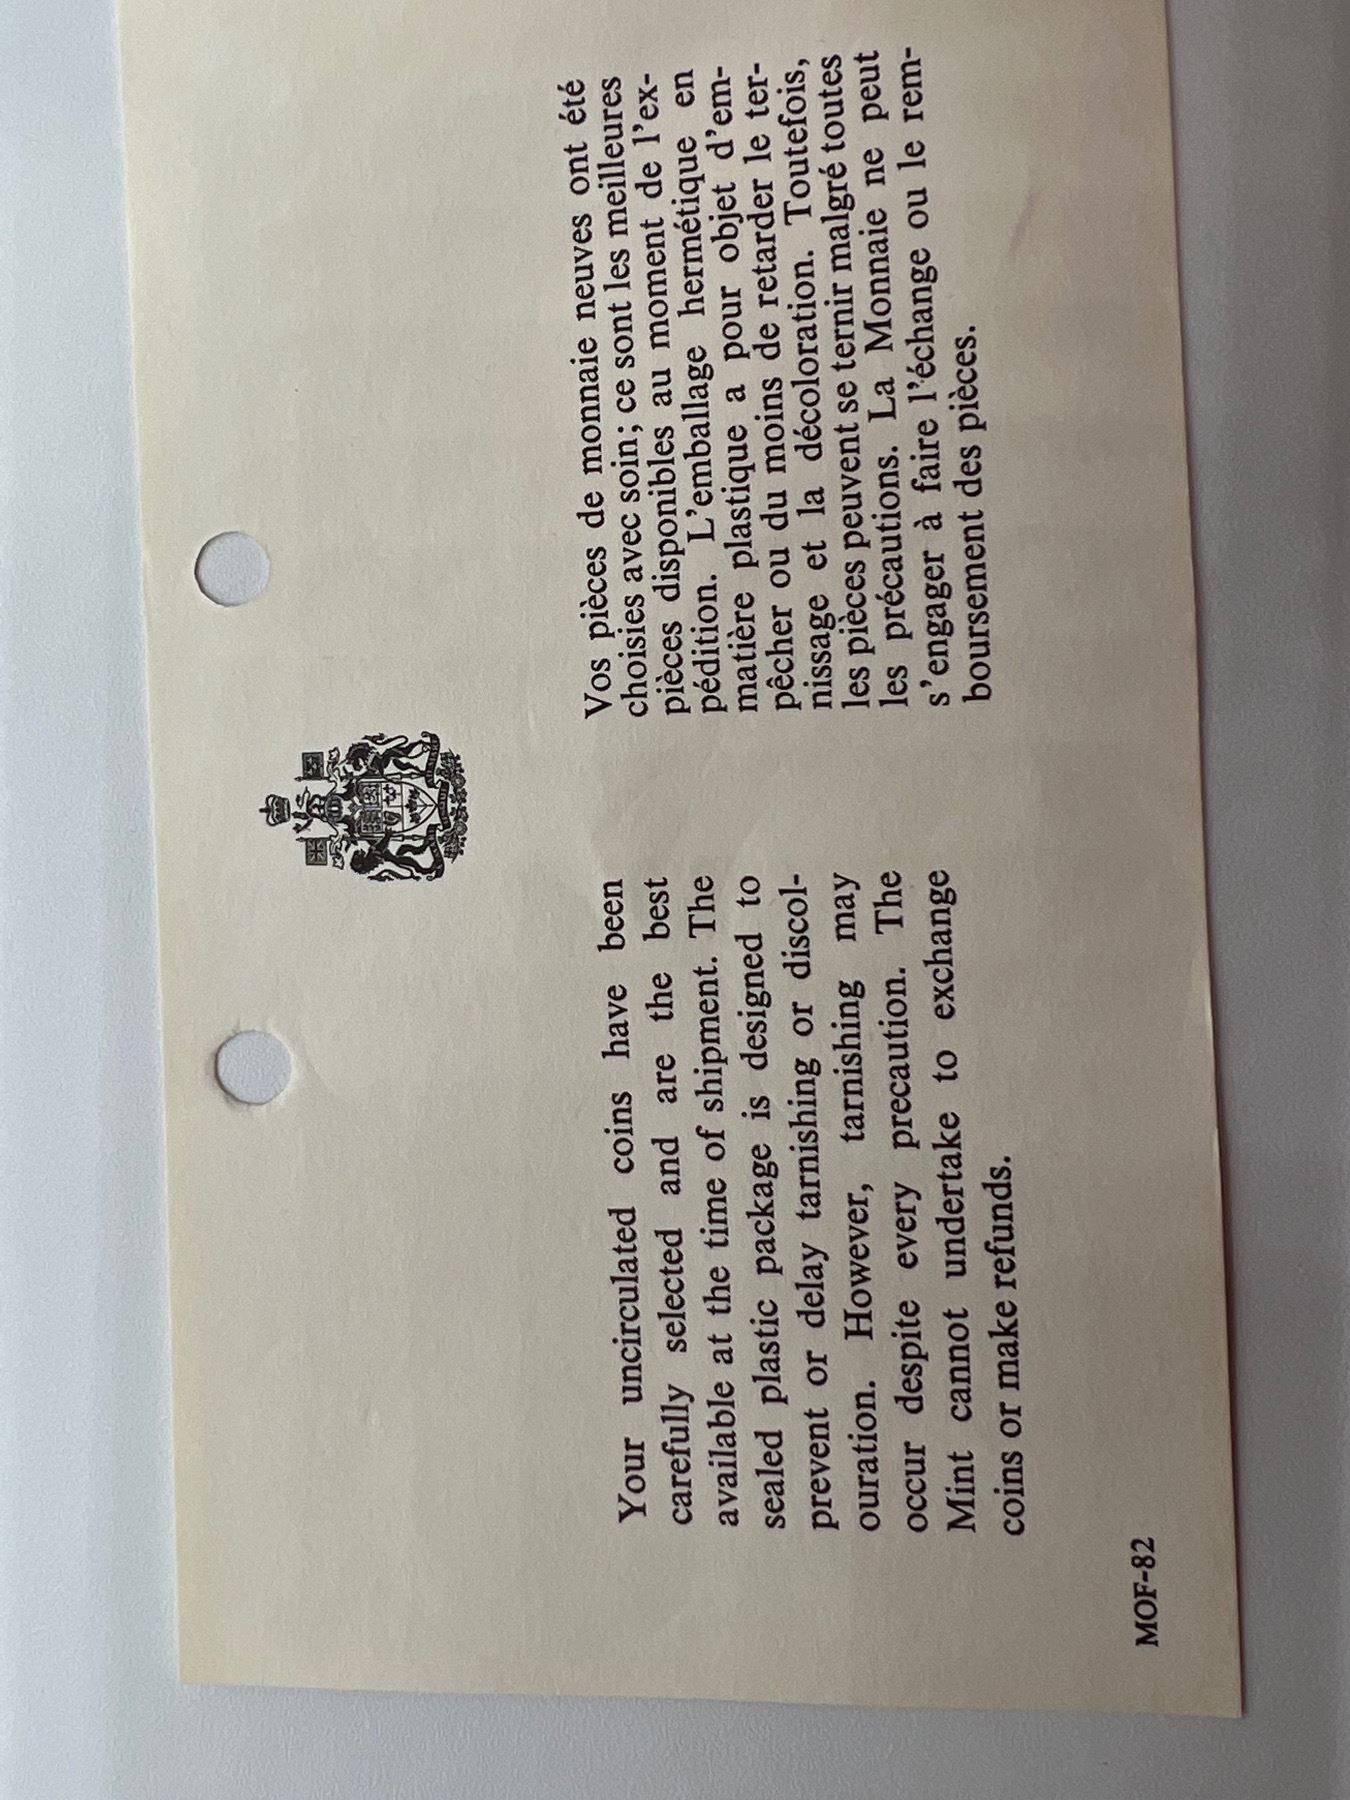 Your uncirculated coins have been
carefully selected and are the best
available at the time of shipment. The
sealed plastic package is designed to
prevent or delay tarnishing or discol-
ouration. However, tarnishing may
occur despite every precaution. The
Mint cannot undertake to exchange
coins or make refunds.
Vos pièces de monnaie neuves ont été
choisies avec soin; ce sont les meilleures
pièces disponibles au moment de l'ex-
pédition. L'emballage hermétique en
matière plastique a pour objet d'em-
pêcher ou du moins de retarder le ter-
nissage et la décoloration. Toutefois,
les pièces peuvent se ternir malgré toutes
les précautions. La Monnaie ne peut
s'engager à faire l'échange ou le rem-
boursement des pièces.
MOF-82